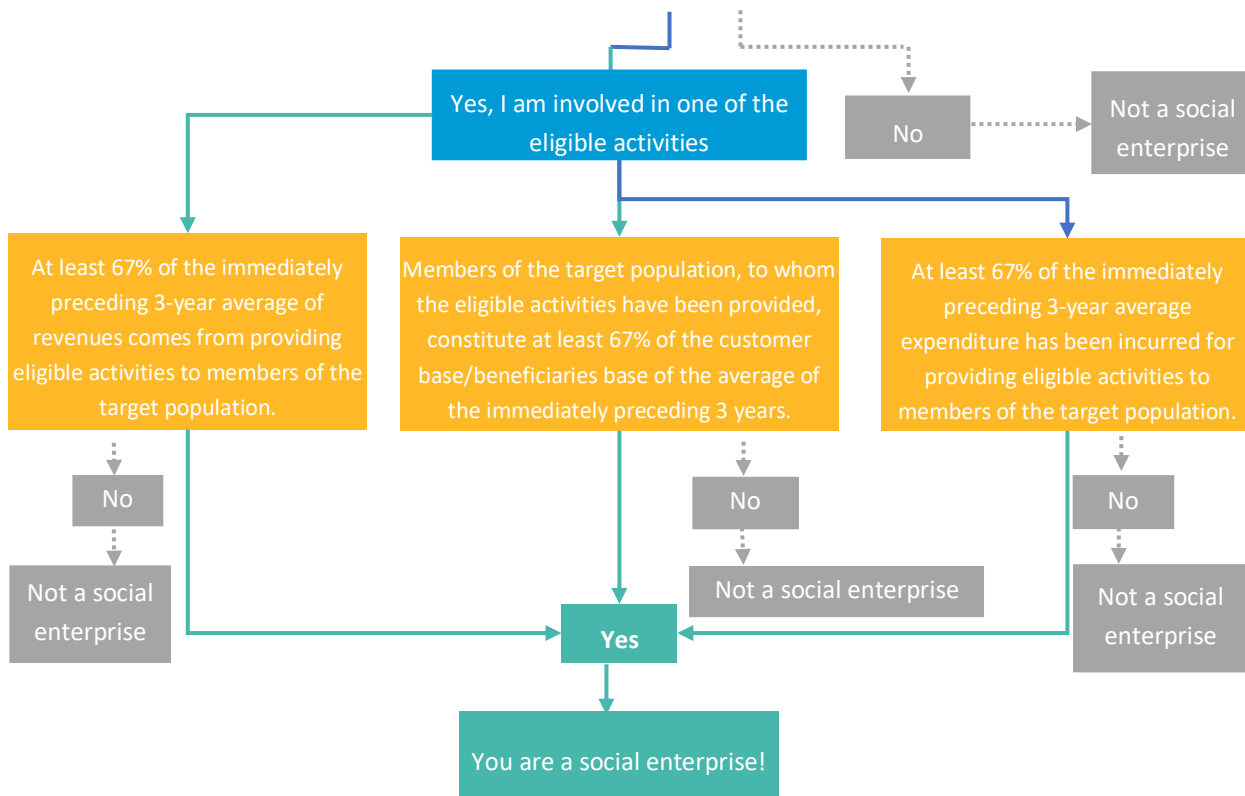 Yes, I am involved in one of the
eligible activities
No
Not a social
enterprise
At least 67% of the immediately
preceding 3-year average of
revenues comes from providing
eligible activities to members of the
target population.
Members of the target population, to whom
the eligible activities have been provided,
constitute at least 67% of the customer
base/beneficiaries base of the average of
the immediately preceding 3 years.
At least 67% of the immediately
preceding 3-year average
expenditure has been incurred for
providing eligible activities to
members of the target population.
No
No
No
Not a social
enterprise
Not a social enterprise
Not a social
enterprise
Yes
You are a social enterprise!